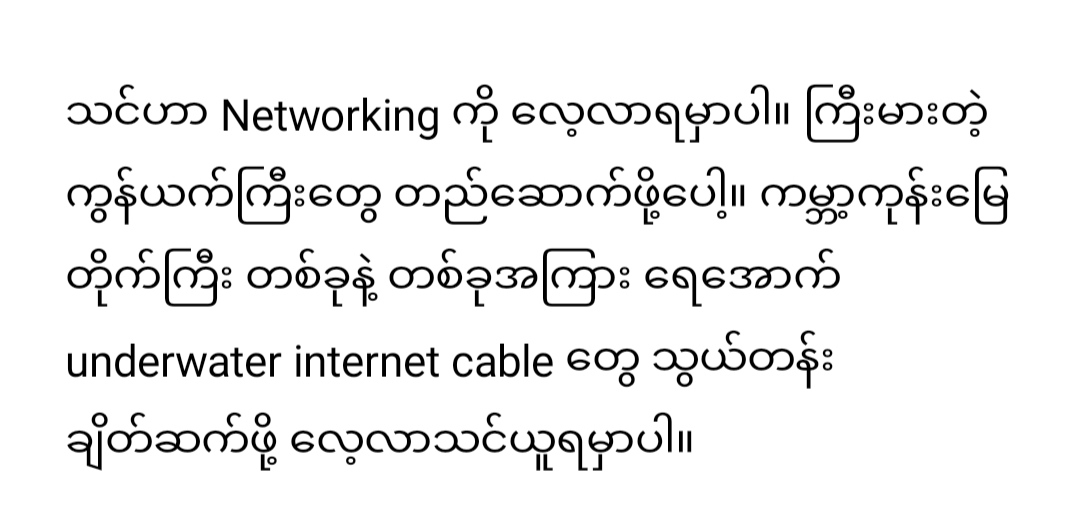 သင်ဟာ Networking ကို လေ့လာရမှာပါ။ ကြီးမားတဲ့
ကွန်ယက်ကြီးတွေ တည်ဆောက်ဖို့ပေါ့။ ကမ္ဘာ့ကုန်းမြေ
တိုက်ကြီး တစ်ခုနဲ့ တစ်ခုအကြား ရေအောက်
underwater internet cable တွေ သွယ်တန်း
ချိတ်ဆက်ဖို့ လေ့လာသင်ယူရမှာပါ။